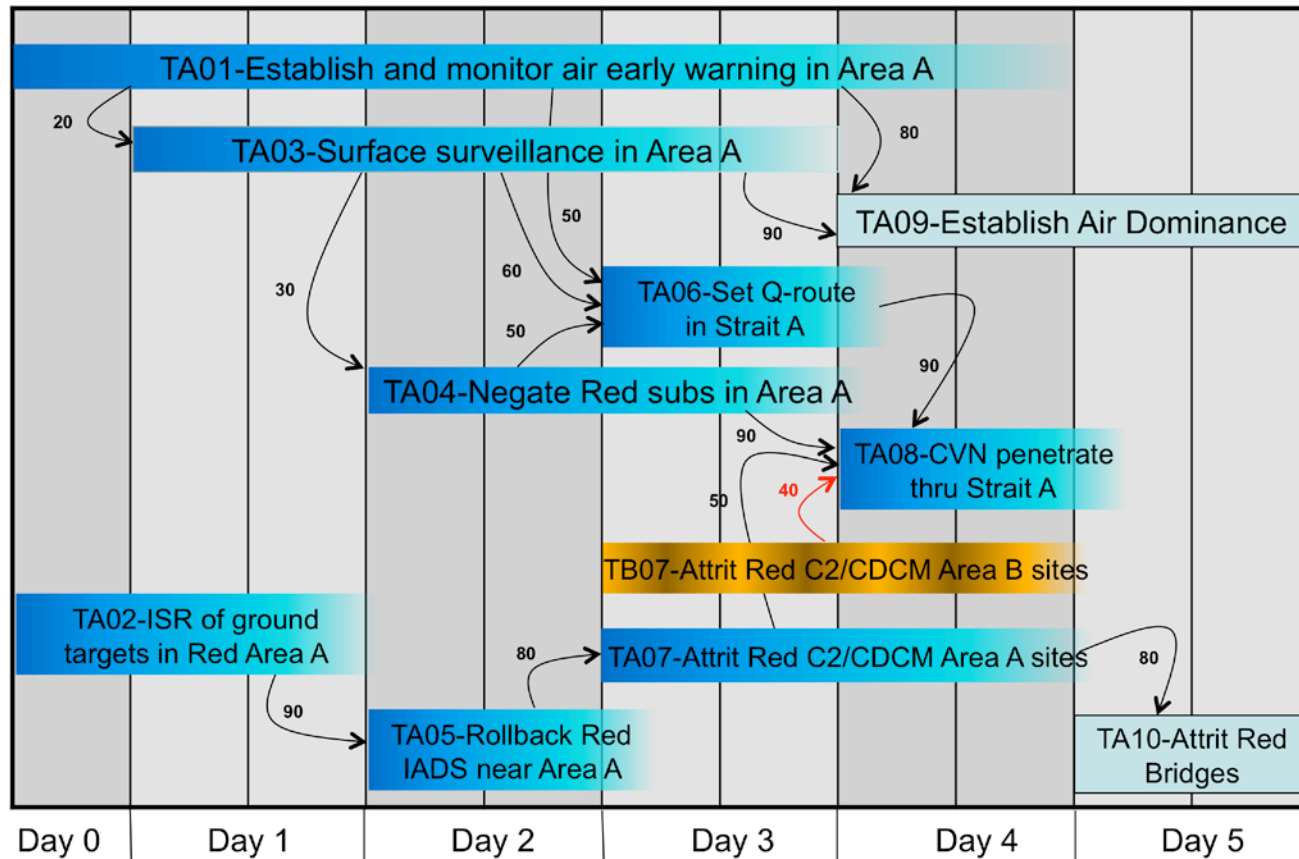 TA01-Establish and monitor air early warning in Area A
20
80
TA03-Surface surveillance in Area A
50
90
TA09-Establish Air Dominance
60
30
TA06-Set Q-route
in Strait A
50
90
TA04-Negate Red subs in Area A
90
TA08-CVN penetrate
thru Strait A
40
50
TB07-Attrit Red C2/CDCM Area B sites
TA02-ISR of ground
targets in Red Area A
80
TA07-Attrit Red C2/CDCM Area A sites
80
90
TA05-Rollback Red
IADS near Area A
TA10-Attrit Red
Bridges
Day 0
Day 1
Day 2
Day 3
Day 4
Day 5